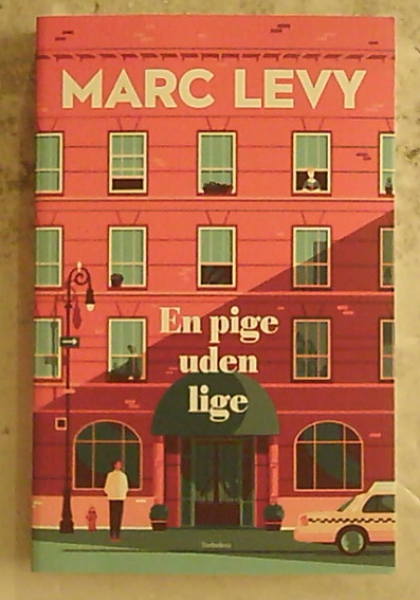 MARC LEVY
En pige
uden
lige